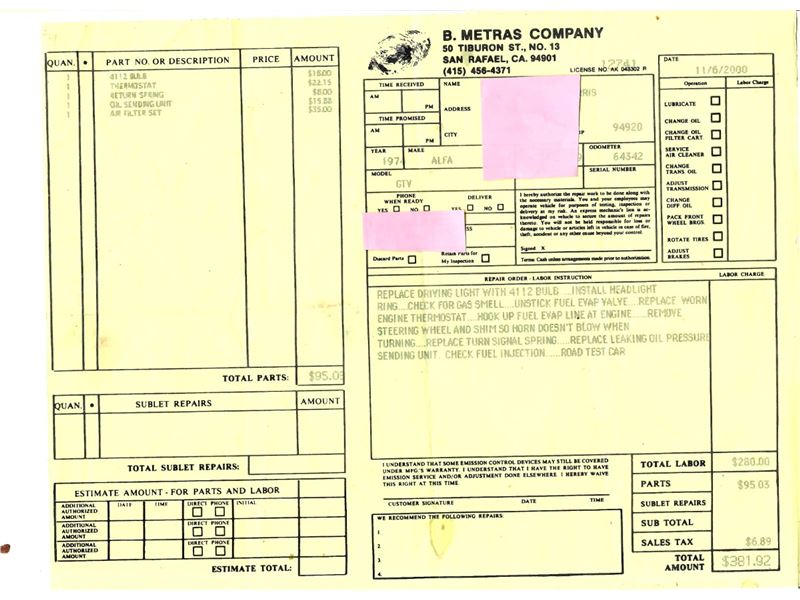 B. METRAS COMPANY
50 TIBURON ST., NO. 13
SAN RAFAEL, CA. 94901
(415) 456-4371
LICENSE NO. AK 043302 R
12741
DATE
11/6/2000
QUAN. • PART NO. OR DESCRIPTION PRICE AMOUNT
1 4112 BULB $16.00
1 THERMOSTAT $22.15
1 RETURN SPRING $6.00
1 OIL SENDING UNIT $15.88
1 AIR FILTER SET $35.00
TOTAL PARTS: $95.03
QUAN. • SUBLET REPAIRS AMOUNT
TOTAL SUBLET REPAIRS:
ESTIMATE AMOUNT - FOR PARTS AND LABOR
ADDITIONAL AUTHORIZED AMOUNT DATE TIME DIRECT PHONE INITIAL
ADDITIONAL AUTHORIZED AMOUNT DIRECT PHONE
ADDITIONAL AUTHORIZED AMOUNT DIRECT PHONE
ESTIMATE TOTAL:
TIME RECEIVED
AM
PM
TIME PROMISED
AM
PM
NAME
RRIS
ADDRESS
CITY
94920
YEAR MAKE
1974 ALFA
ODOMETER
64342
MODEL
GTV
SERIAL NUMBER
PHONE WHEN READY
YES NO
DELIVER
YES NO
Discard Parts
Retain Parts for My Inspection
I hereby authorize the repair work to be done along with
the necessary materials. You and your employees may
operate vehicle for purposes of testing, inspection or
delivery at my risk. An express mechanic's lien is ac-
knowledged on vehicle to secure the amount of repairs
thereto. You will not be held responsible for loss or
damage to vehicle or articles left in vehicle in case of fire,
theft, accident or any other cause beyond your control.
Signed X
Terms: Cash unless arrangements made prior to authorization.
Operation Labor Charge
LUBRICATE
CHANGE OIL
CHANGE OIL FILTER CART.
SERVICE AIR CLEANER
CHANGE TRANS OIL
ADJUST TRANSMISSION
CHANGE DIFF OIL
PACK FRONT WHEEL BRGS.
ROTATE TIRES
ADJUST BRAKES
REPAIR ORDER - LABOR INSTRUCTION LABOR CHARGE
REPLACE DRIVING LIGHT WITH 4112 BULB ...INSTALL HEADLIGHT
RING...CHECK FOR GAS SMELL...UNSTICK FUEL EVAP VALVE...REPLACE WORN
ENGINE THERMOSTAT....HOOK UP FUEL EVAP LINE AT ENGINE....REMOVE
STEERING WHEEL AND SHIM SO HORN DOESN'T BLOW WHEN
TURNING....REPLACE TURN SIGNAL SPRING....REPLACE LEAKING OIL PRESSURE
SENDING UNIT. CHECK FUEL INJECTION.....ROAD TEST CAR
I UNDERSTAND THAT SOME EMISSION CONTROL DEVICES MAY STILL BE COVERED
UNDER MFG.'S WARRANTY. I UNDERSTAND THAT I HAVE THE RIGHT TO HAVE
EMISSION SERVICE AND/OR ADJUSTMENT DONE ELSEWHERE. I HEREBY WAIVE
THIS RIGHT AT THIS TIME.
CUSTOMER SIGNATURE DATE TIME
WE RECOMMEND THE FOLLOWING REPAIRS:
1.
2.
3.
4.
TOTAL LABOR $280.00
PARTS $95.03
SUBLET REPAIRS
SUB TOTAL
SALES TAX $6.89
TOTAL AMOUNT $381.92